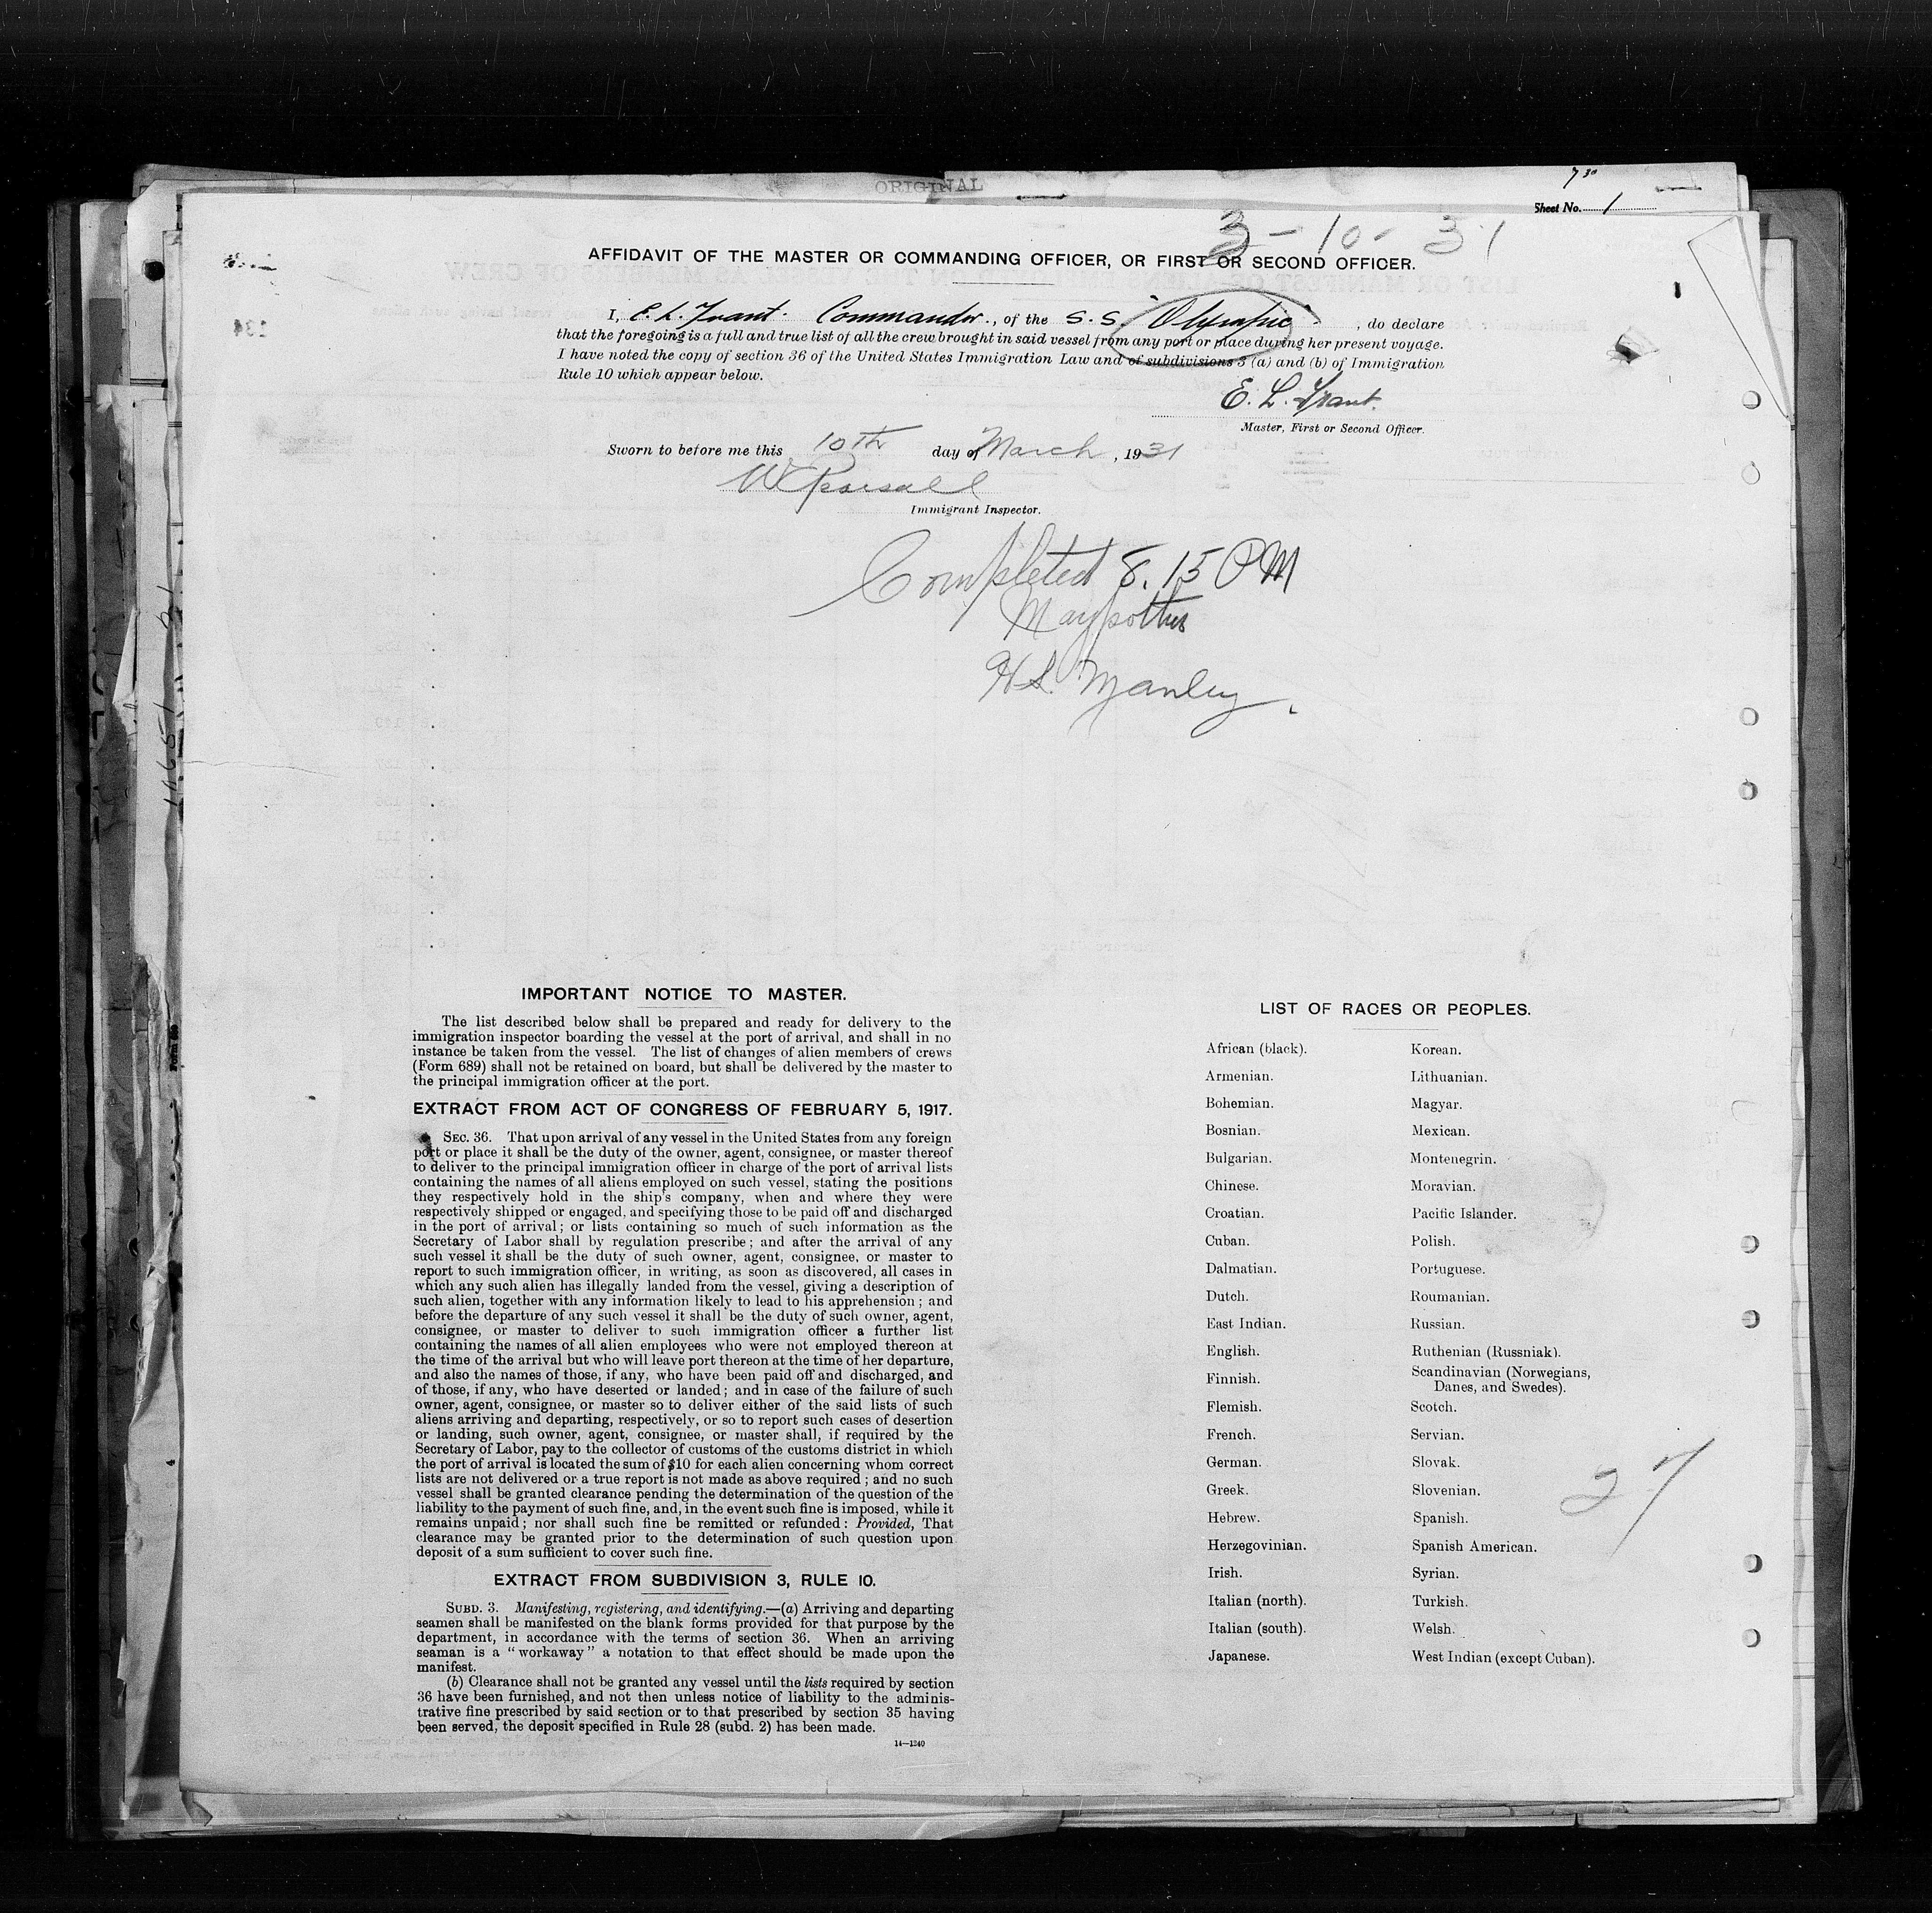 ORIGINAL
7 30
Sheet No. 1
3-10-31
AFFIDAVIT OF THE MASTER OR COMMANDING OFFICER, OR FIRST OR SECOND OFFICER.
I, E. L. Trant. Commander., of the S.S. "Olympic", do declare
that the foregoing is a full and true list of all the crew brought in said vessel from any port or place during her present voyage.
I have noted the copy of section 36 of the United States Immigration Law and of subdivisions 3 (a) and (b) of Immigration
Rule 10 which appear below.
E. L. Trant.
Master, First or Second Officer.
Sworn to before me this 10th day of March, 1931
Immigrant Inspector.
Completed 8.15 PM
H S. Manley
IMPORTANT NOTICE TO MASTER.
The list described below shall be prepared and ready for delivery to the
immigration inspector boarding the vessel at the port of arrival, and shall in no
instance be taken from the vessel. The list of changes of alien members of crews
(Form 689) shall not be retained on board, but shall be delivered by the master to
the principal immigration officer at the port.
EXTRACT FROM ACT OF CONGRESS OF FEBRUARY 5, 1917.
SEC. 36. That upon arrival of any vessel in the United States from any foreign
port or place it shall be the duty of the owner, agent, consignee, or master thereof
to deliver to the principal immigration officer in charge of the port of arrival lists
containing the names of all aliens employed on such vessel, stating the positions
they respectively hold in the ship's company, when and where they were
respectively shipped or engaged, and specifying those to be paid off and discharged
in the port of arrival; or lists containing so much of such information as the
Secretary of Labor shall by regulation prescribe; and after the arrival of any
such vessel it shall be the duty of such owner, agent, consignee, or master to
report to such immigration officer, in writing, as soon as discovered, all cases in
which any such alien has illegally landed from the vessel, giving a description of
such alien, together with any information likely to lead to his apprehension; and
before the departure of any such vessel it shall be the duty of such owner, agent,
consignee, or master to deliver to such immigration officer a further list
containing the names of all alien employees who were not employed thereon at
the time of the arrival but who will leave port thereon at the time of her departure,
and also the names of those, if any, who have been paid off and discharged, and
of those, if any, who have deserted or landed; and in case of the failure of such
owner, agent, consignee, or master so to deliver either of the said lists of such
aliens arriving and departing, respectively, or so to report such cases of desertion
or landing, such owner, agent, consignee, or master shall, if required by the
Secretary of Labor, pay to the collector of customs of the customs district in which
the port of arrival is located the sum of $10 for each alien concerning whom correct
lists are not delivered or a true report is not made as above required; and no such
vessel shall be granted clearance pending the determination of the question of the
liability to the payment of such fine, and, in the event such fine is imposed, while it
remains unpaid; nor shall such fine be remitted or refunded: Provided, That
clearance may be granted prior to the determination of such question upon
deposit of a sum sufficient to cover such fine.
EXTRACT FROM SUBDIVISION 3, RULE 10.
SUBD. 3. Manifesting, registering, and identifying.—(a) Arriving and departing
seamen shall be manifested on the blank forms provided for that purpose by the
department, in accordance with the terms of section 36. When an arriving
seaman is a "workaway" a notation to that effect should be made upon the
manifest.
(b) Clearance shall not be granted any vessel until the lists required by section
36 have been furnished, and not then unless notice of liability to the adminis-
trative fine prescribed by said section or to that prescribed by section 35 having
been served, the deposit specified in Rule 28 (subd. 2) has been made.
14—1240
LIST OF RACES OR PEOPLES.
African (black).
Armenian.
Bohemian.
Bosnian.
Bulgarian.
Chinese.
Croatian.
Cuban.
Dalmatian.
Dutch.
East Indian.
English.
Finnish.
Flemish.
French.
German.
Greek.
Hebrew.
Herzegovinian.
Irish.
Italian (north).
Italian (south).
Japanese.
Korean.
Lithuanian.
Magyar.
Mexican.
Montenegrin.
Moravian.
Pacific Islander.
Polish.
Portuguese.
Roumanian.
Russian.
Ruthenian (Russniak).
Scandinavian (Norwegians,
Danes, and Swedes).
Scotch.
Servian.
Slovak.
Slovenian.
Spanish.
Spanish American.
Syrian.
Turkish.
Welsh.
West Indian (except Cuban).
27